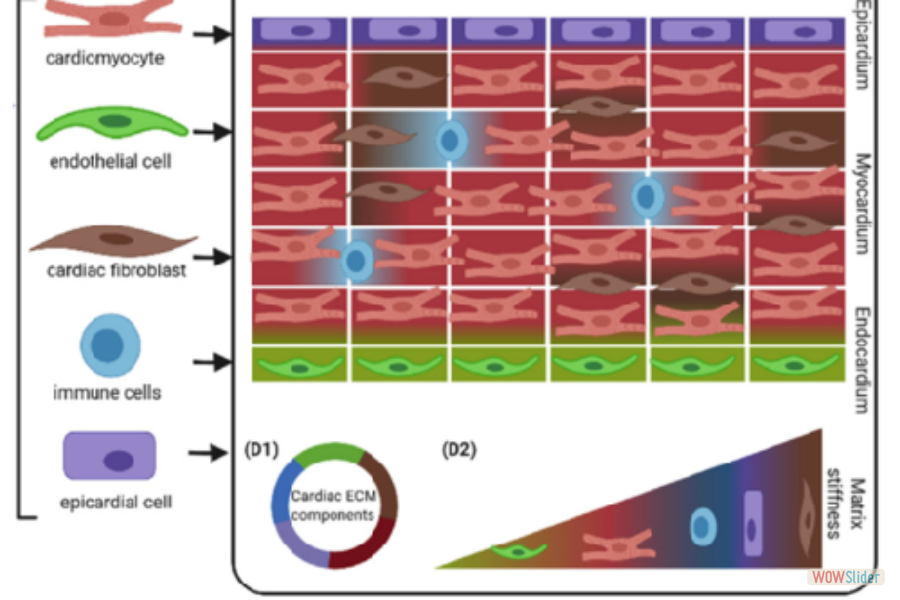 cardicmyocyte
endothelial cell
cardiac fibroblast
immune cells
epicardial cell
Epicardium
Myocardium
Endocardium
(D1)
Cardiac ECM
components
(D2)
Matrix
stiffness
WOWSlider